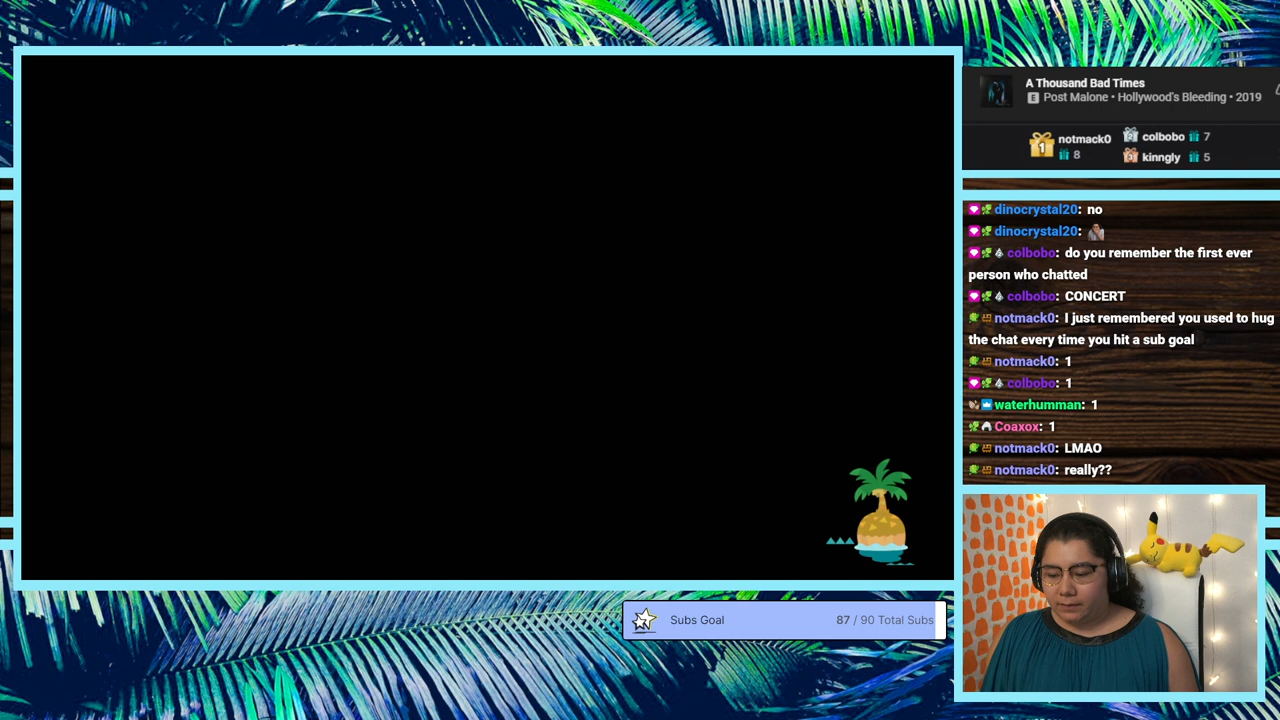 A Thousand Bad Times
E Post Malone • Hollywood's Bleeding • 2019
1 notmack0
8
2 colbobo 7
3 kinngly 5
dinocrystal20: no
dinocrystal20:
colbobo: do you remember the first ever
person who chatted
colbobo: CONCERT
notmack0: I just remembered you used to hug
the chat every time you hit a sub goal
notmack0: 1
colbobo: 1
waterhumman: 1
Coaxox: 1
notmack0: LMAO
notmack0: really??
Subs Goal 87 / 90 Total Subs